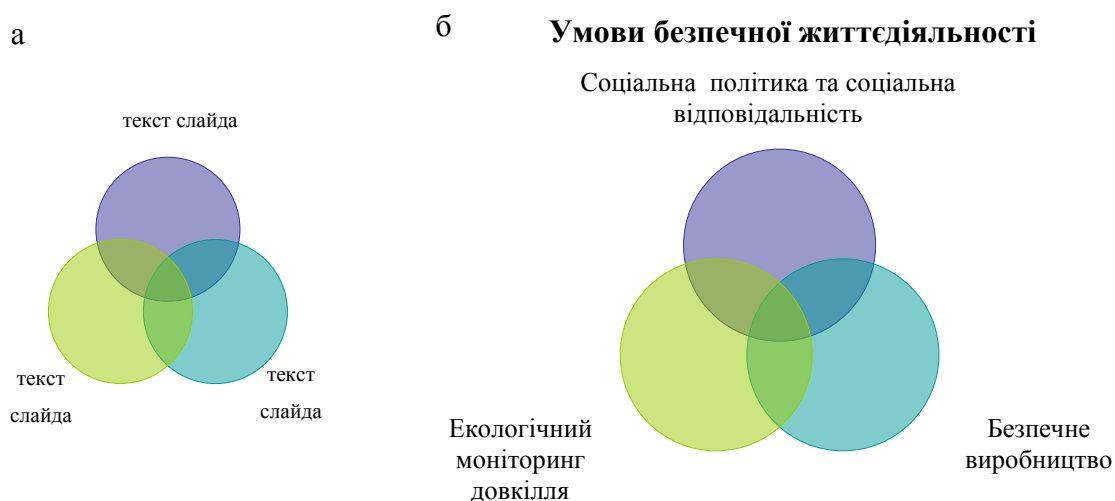 а
текст слайда
текст
слайда
текст
слайда
б
Умови безпечної життєдіяльності
Соціальна політика та соціальна
відповідальність
Екологічний
моніторинг
довкілля
Безпечне
виробництво